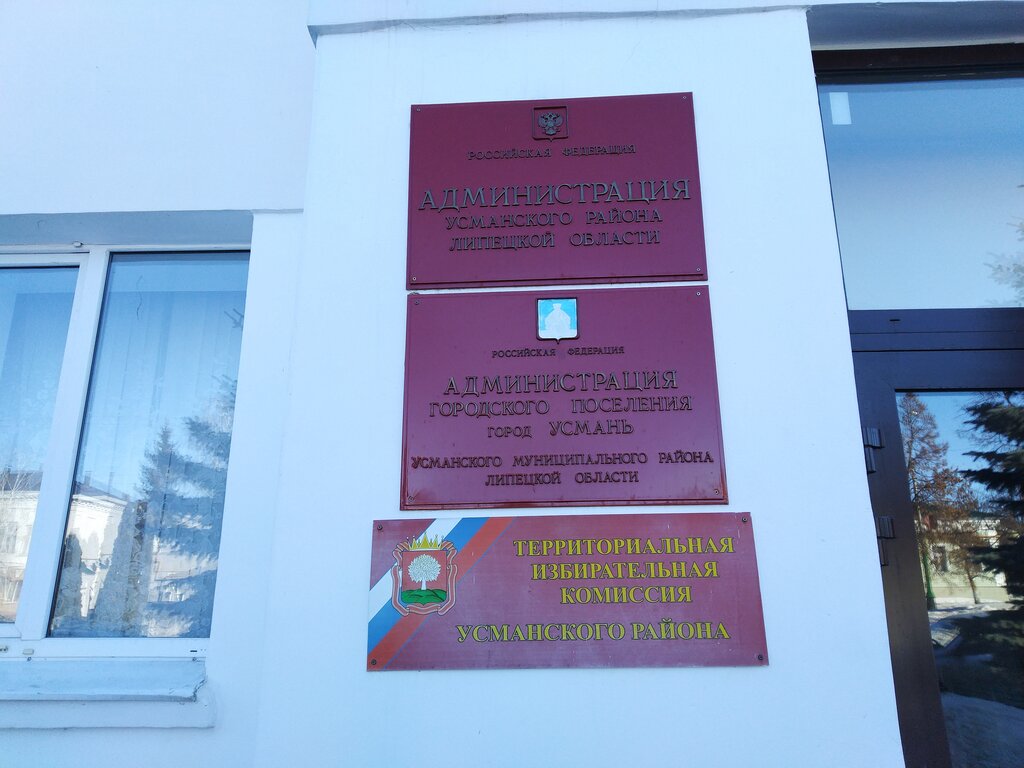 РОССИЙСКАЯ ФЕДЕРАЦИЯ
АДМИНИСТРАЦИЯ
УСМАНСКОГО РАЙОНА
ЛИПЕЦКОЙ ОБЛАСТИ
РОССИЙСКАЯ ФЕДЕРАЦИЯ
АДМИНИСТРАЦИЯ
ГОРОДСКОГО ПОСЕЛЕНИЯ
ГОРОД УСМАНЬ
УСМАНСКОГО МУНИЦИПАЛЬНОГО РАЙОНА
ЛИПЕЦКОЙ ОБЛАСТИ
ТЕРРИТОРИАЛЬНАЯ
ИЗБИРАТЕЛЬНАЯ
КОМИССИЯ
УСМАНСКОГО РАЙОНА